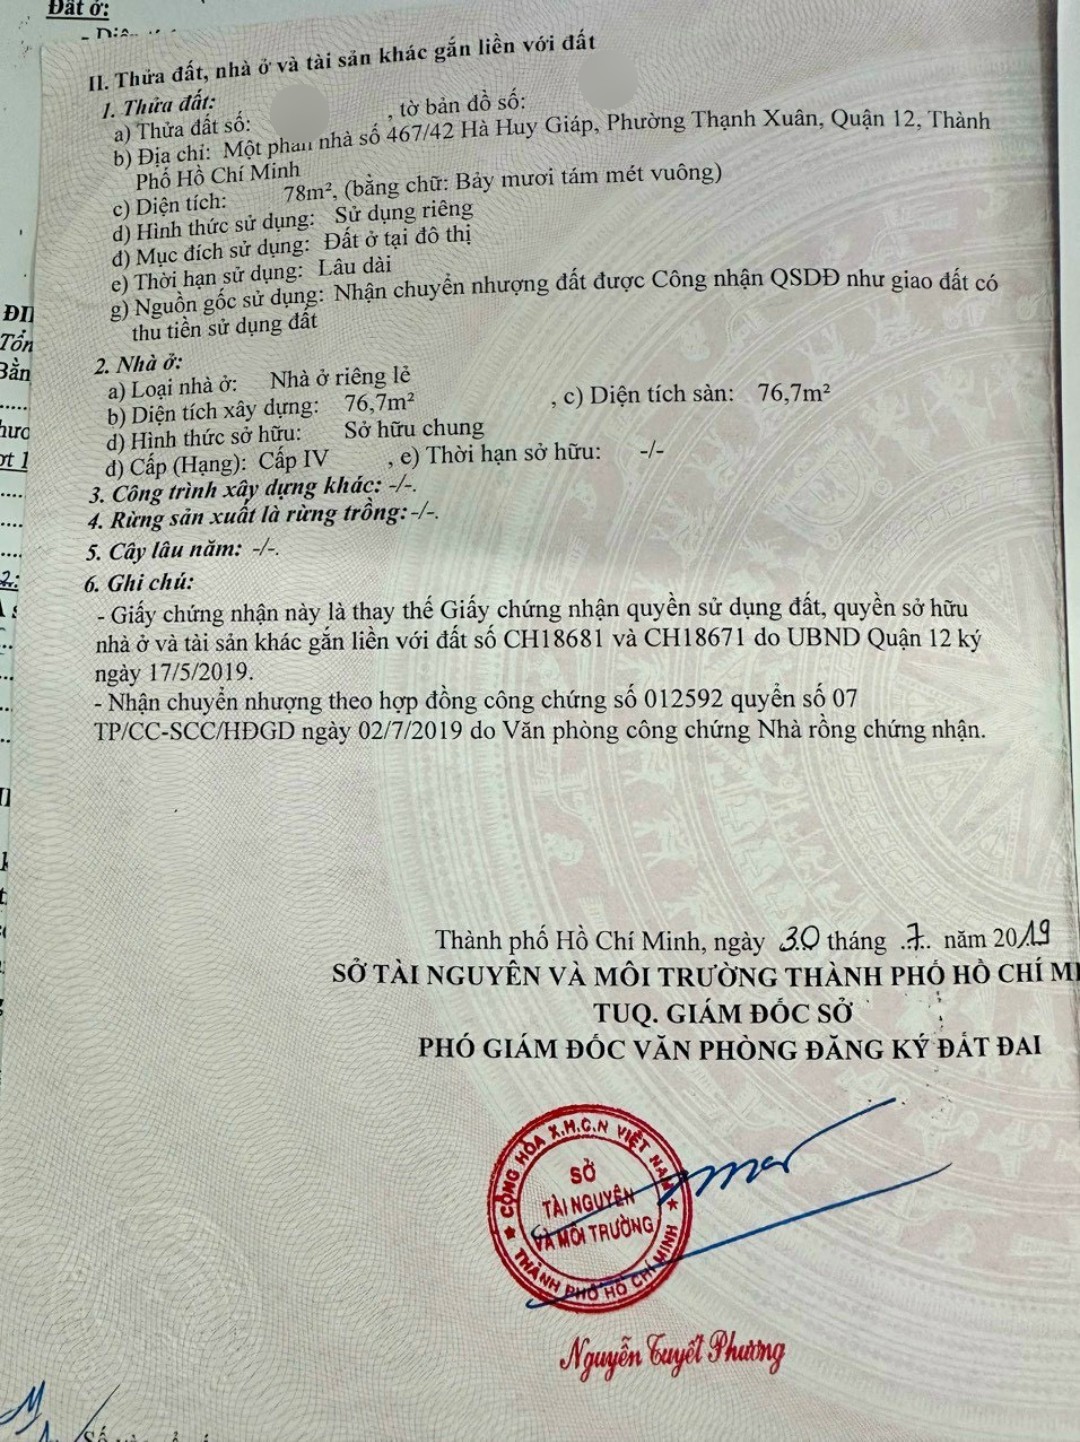 Đất ở:
II. Thửa đất, nhà ở và tài sản khác gắn liền với đất
1. Thửa đất:
a) Thửa đất số: , tờ bản đồ số:
b) Địa chỉ: Một phần nhà số 467/42 Hà Huy Giáp, Phường Thạnh Xuân, Quận 12, Thành
Phố Hồ Chí Minh
c) Diện tích: 78m², (bằng chữ: Bảy mươi tám mét vuông)
d) Hình thức sử dụng: Sử dụng riêng
đ) Mục đích sử dụng: Đất ở tại đô thị
e) Thời hạn sử dụng: Lâu dài
g) Nguồn gốc sử dụng: Nhận chuyển nhượng đất được Công nhận QSDĐ như giao đất có
thu tiền sử dụng đất
2. Nhà ở:
a) Loại nhà ở: Nhà ở riêng lẻ
b) Diện tích xây dựng: 76,7m² , c) Diện tích sàn: 76,7m²
d) Hình thức sở hữu: Sở hữu chung
đ) Cấp (Hạng): Cấp IV , e) Thời hạn sở hữu: -/-
3. Công trình xây dựng khác: -/-.
4. Rừng sản xuất là rừng trồng: -/-.
5. Cây lâu năm: -/-.
6. Ghi chú:
- Giấy chứng nhận này là thay thế Giấy chứng nhận quyền sử dụng đất, quyền sở hữu
nhà ở và tài sản khác gắn liền với đất số CH18681 và CH18671 do UBND Quận 12 ký
ngày 17/5/2019.
- Nhận chuyển nhượng theo hợp đồng công chứng số 012592 quyển số 07
TP/CC-SCC/HĐGD ngày 02/7/2019 do Văn phòng công chứng Nhà rồng chứng nhận.
Thành phố Hồ Chí Minh, ngày 30 tháng .7. năm 2019
SỞ TÀI NGUYÊN VÀ MÔI TRƯỜNG THÀNH PHỐ HỒ CHÍ MI
TUQ. GIÁM ĐỐC SỞ
PHÓ GIÁM ĐỐC VĂN PHÒNG ĐĂNG KÝ ĐẤT ĐAI
CỘNG HÒA X.H.C.N VIỆT NAM
SỞ
TÀI NGUYÊN
VÀ MÔI TRƯỜNG
THÀNH PHỐ HỒ CHÍ MINH
Nguyễn Tuyết Phương